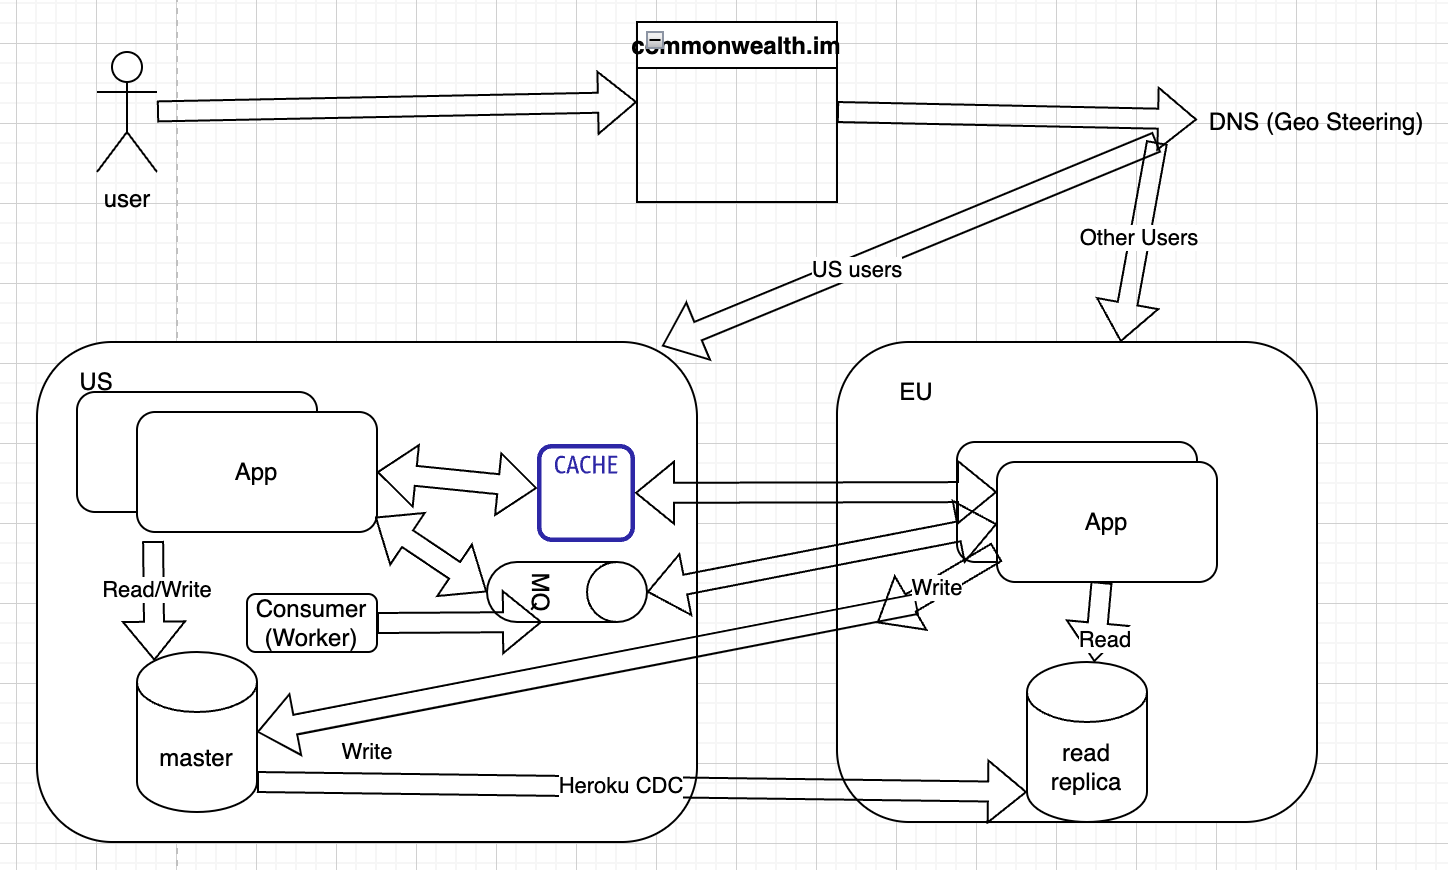 commonwealth.im
DNS (Geo Steering)
user
Other Users
US users
US
EU
App
CACHE
App
MQ
Read/Write
Write
Consumer
(Worker)
Read
master
Write
read
replica
Heroku CDC